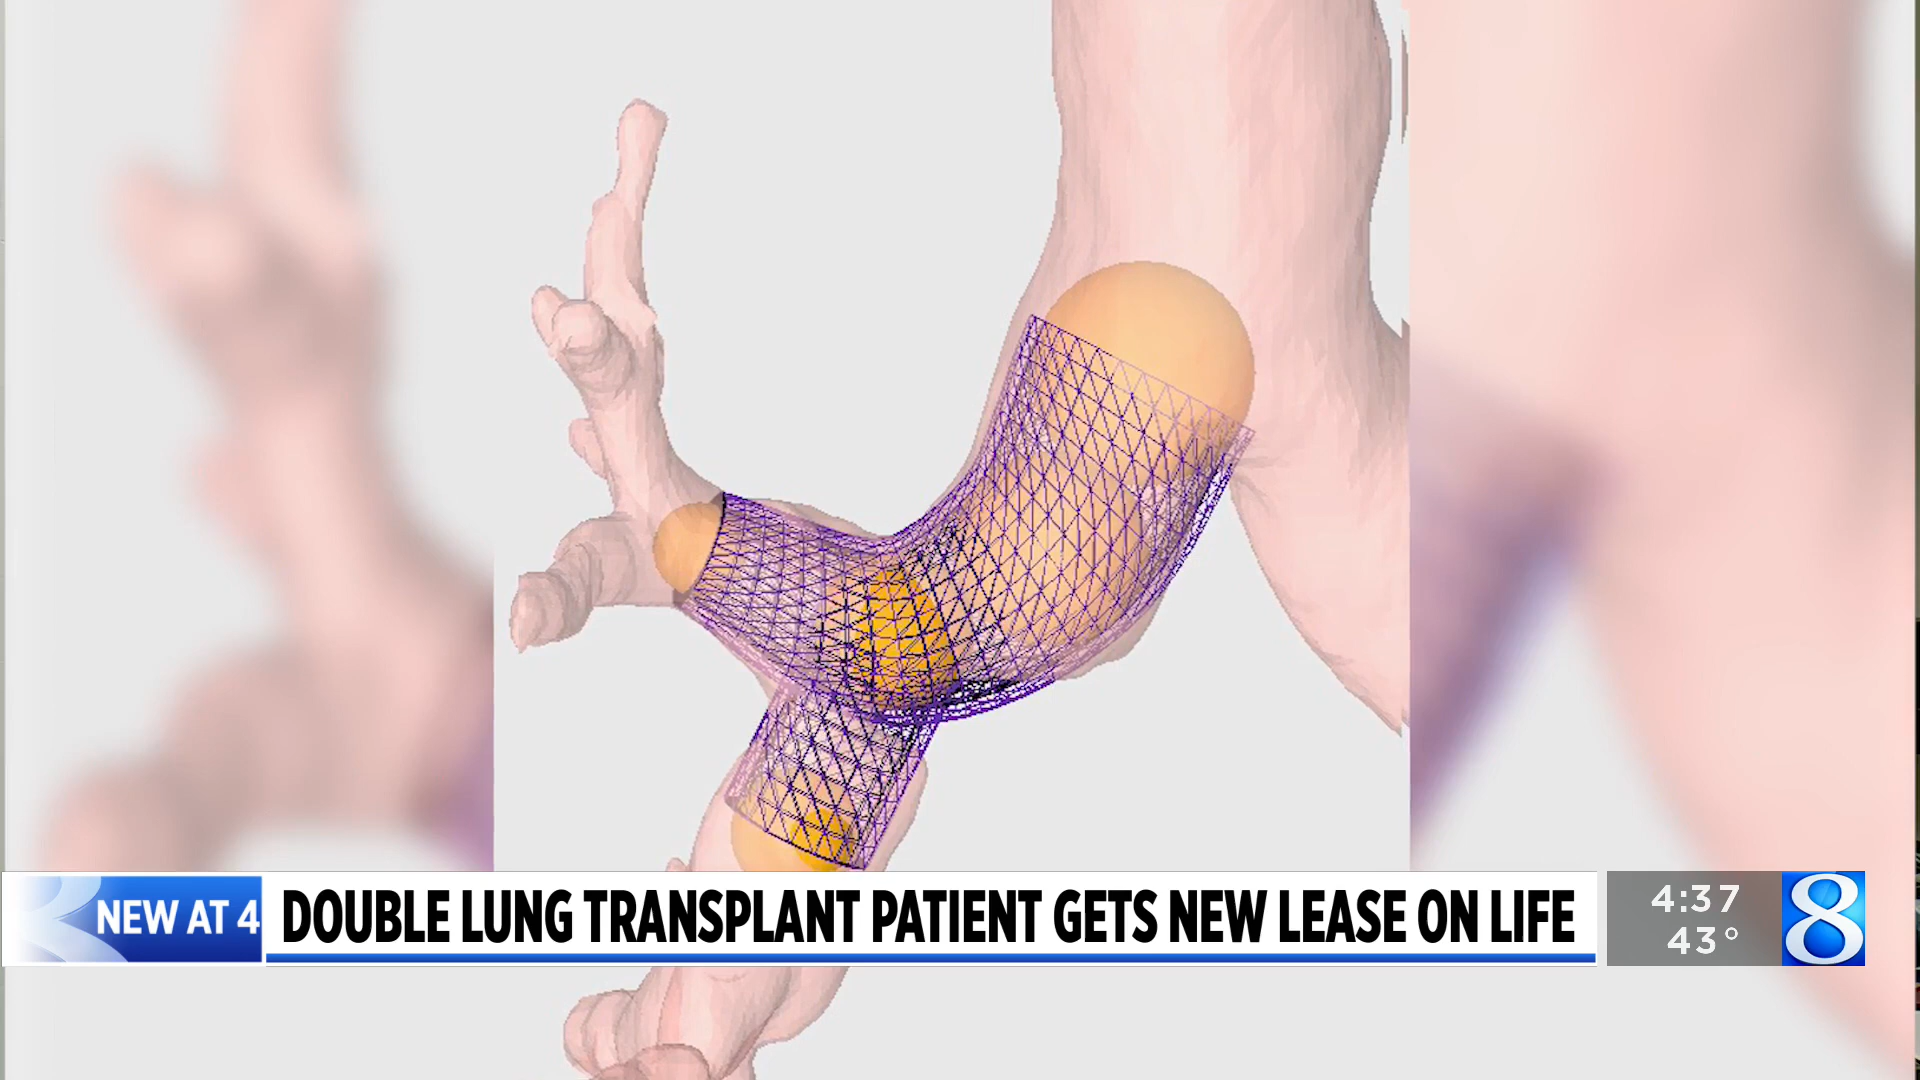 NEW AT 4
DOUBLE LUNG TRANSPLANT PATIENT GETS NEW LEASE ON LIFE
4:37
43°
8